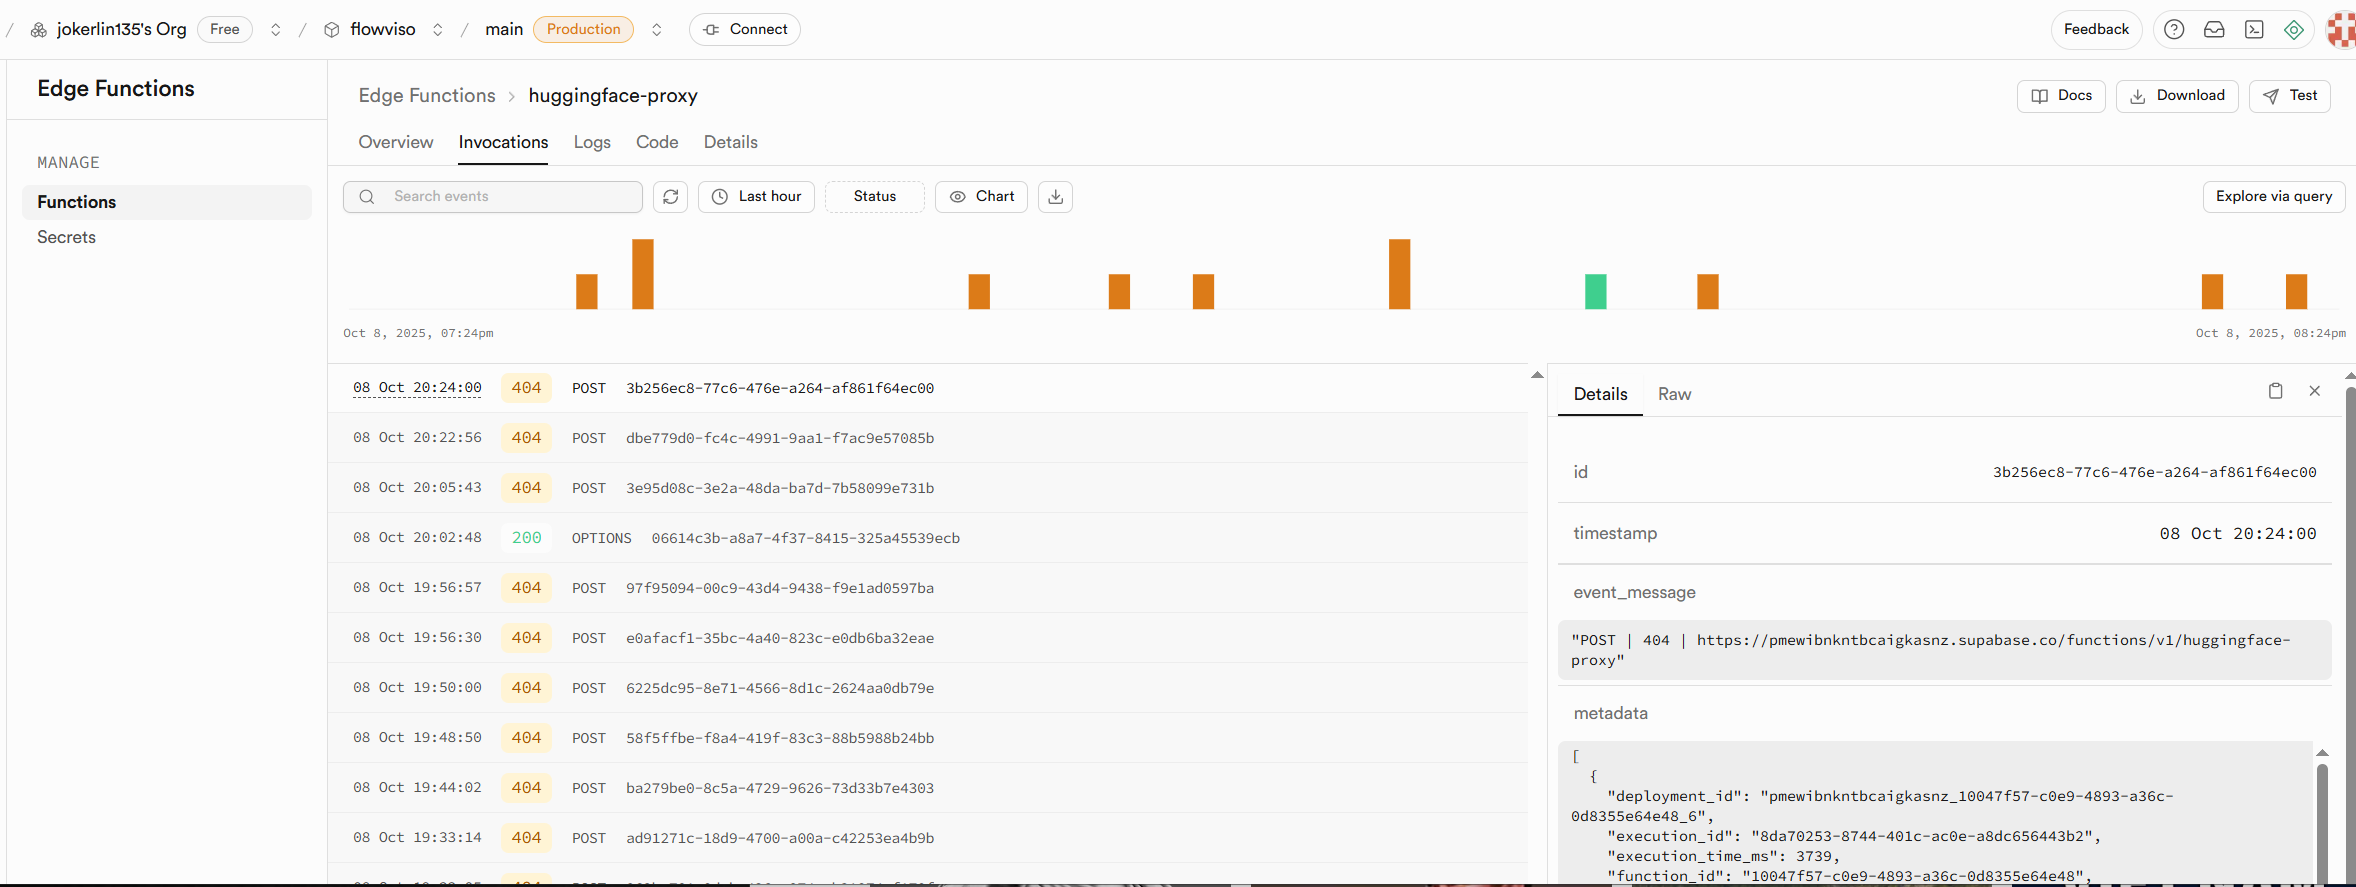 / jokerlin135's Org Free / flowviso / main Production Connect Feedback
Edge Functions
MANAGE
Functions
Secrets
Edge Functions > huggingface-proxy
Docs Download Test
Overview Invocations Logs Code Details
Search events Last hour Status Chart Explore via query
Oct 8, 2025, 07:24pm Oct 8, 2025, 08:24pm
08 Oct 20:24:00 404 POST 3b256ec8-77c6-476e-a264-af861f64ec00
08 Oct 20:22:56 404 POST dbe779d0-fc4c-4991-9aa1-f7ac9e57085b
08 Oct 20:05:43 404 POST 3e95d08c-3e2a-48da-ba7d-7b58099e731b
08 Oct 20:02:48 200 OPTIONS 06614c3b-a8a7-4f37-8415-325a45539ecb
08 Oct 19:56:57 404 POST 97f95094-00c9-43d4-9438-f9e1ad0597ba
08 Oct 19:56:30 404 POST e0afacf1-35bc-4a40-823c-e0db6ba32eae
08 Oct 19:50:00 404 POST 6225dc95-8e71-4566-8d1c-2624aa0db79e
08 Oct 19:48:50 404 POST 58f5ffbe-f8a4-419f-83c3-88b5988b24bb
08 Oct 19:44:02 404 POST ba279be0-8c5a-4729-9626-73d33b7e4303
08 Oct 19:33:14 404 POST ad91271c-18d9-4700-a00a-c42253ea4b9b
Details Raw
id 3b256ec8-77c6-476e-a264-af861f64ec00
timestamp 08 Oct 20:24:00
event_message
"POST | 404 | https://pmewibnkntbcaigkasnz.supabase.co/functions/v1/huggingface-
proxy"
metadata
[
{
"deployment_id": "pmewibnkntbcaigkasnz_10047f57-c0e9-4893-a36c-
0d8355e64e48_6",
"execution_id": "8da70253-8744-401c-ac0e-a8dc656443b2",
"execution_time_ms": 3739,
"function_id": "10047f57-c0e9-4893-a36c-0d8355e64e48",